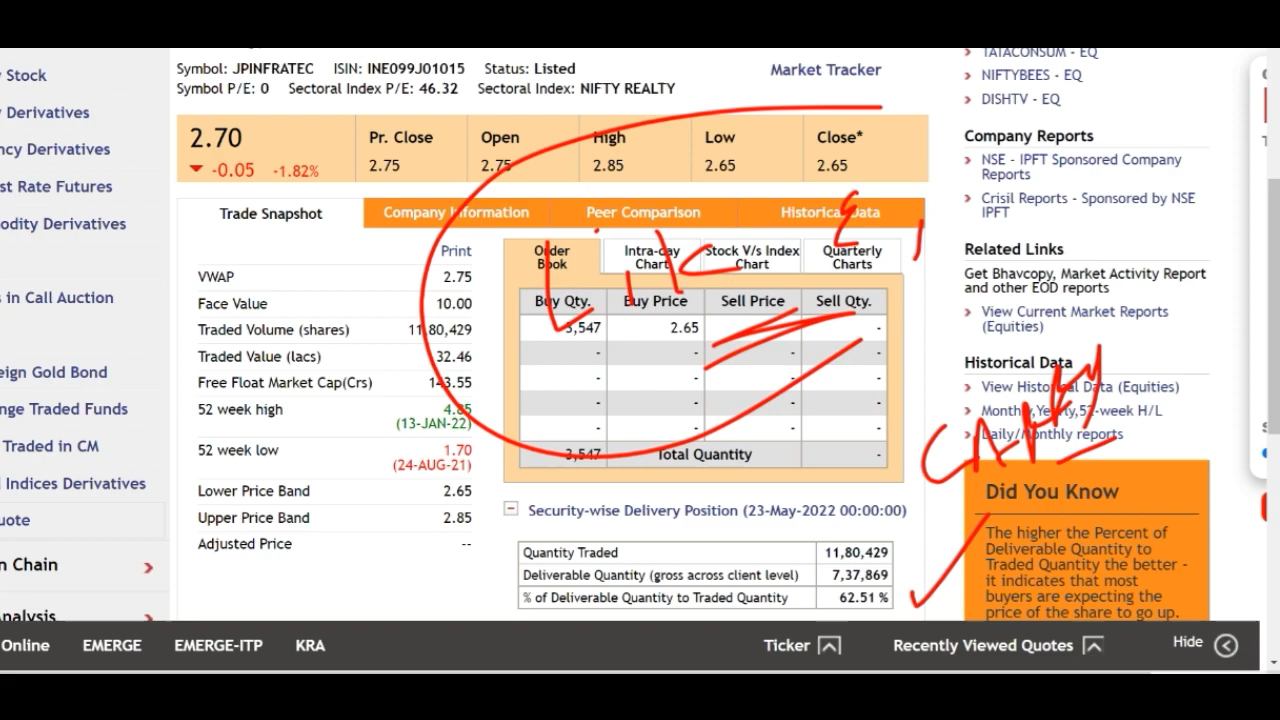 TATACONSUM - EQ
Symbol: JPINFRATEC ISIN: INE099J01015 Status: Listed
Market Tracker
Symbol P/E: 0 Sectoral Index P/E: 46.32 Sectoral Index: NIFTY REALTY
y Stock
y Derivatives
ncy Derivatives
st Rate Futures
odity Derivatives
s in Call Auction
eign Gold Bond
nge Traded Funds
Traded in CM
l Indices Derivatives
uote
n Chain
Analysis
2.70
-0.05 -1.82%
Pr. Close Open High Low Close*
2.75 2.75 2.85 2.65 2.65
Trade Snapshot Company Information Peer Comparison Historical Data
Print
VWAP 2.75
Face Value 10.00
Traded Volume (shares) 11,80,429
Traded Value (lacs) 32.46
Free Float Market Cap(Crs) 143.55
52 week high 4.85
(13-JAN-22)
52 week low 1.70
(24-AUG-21)
Lower Price Band 2.65
Upper Price Band 2.85
Adjusted Price --
Order Book Intra-day Chart Stock V/s Index Chart Quarterly Charts
Buy Qty. Buy Price Sell Price Sell Qty.
3,547 2.65 - 
- - - -
- - - -
- - - -
- - - -
3,547 Total Quantity -
Security-wise Delivery Position (23-May-2022 00:00:00)
Quantity Traded 11,80,429
Deliverable Quantity (gross across client level) 7,37,869
% of Deliverable Quantity to Traded Quantity 62.51 %
NIFTYBEES - EQ
DISHTV - EQ
Company Reports
NSE - IPFT Sponsored Company
Reports
Crisil Reports - Sponsored by NSE
IPFT
Related Links
Get Bhavcopy, Market Activity Report
and other EOD reports
View Current Market Reports
(Equities)
Historical Data
View Historical Data (Equities)
Monthly,Yearly,52-week H/L
Daily/Monthly reports
Did You Know
The higher the Percent of
Deliverable Quantity to
Traded Quantity the better -
it indicates that most
buyers are expecting the
price of the share to go up.
Online EMERGE EMERGE-ITP KRA Ticker Recently Viewed Quotes Hide